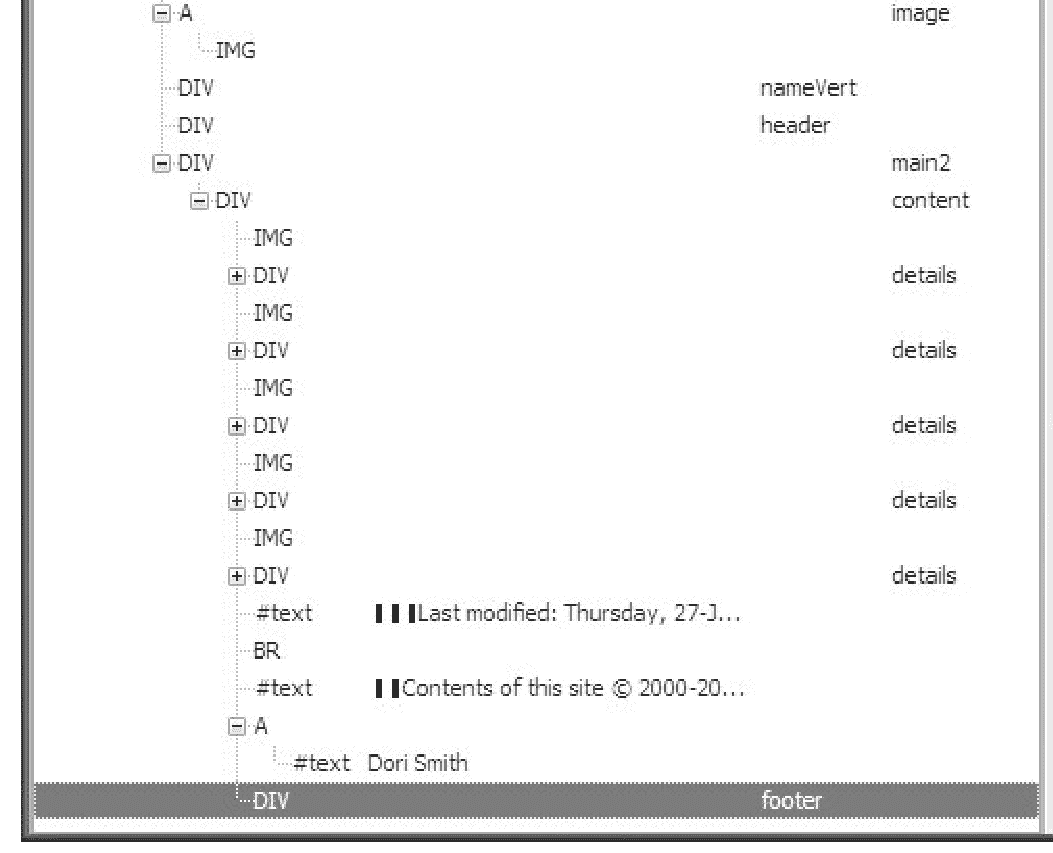 A image
IMG
DIV nameVert
DIV header
DIV main2
DIV content
IMG
DIV details
IMG
DIV details
IMG
DIV details
IMG
DIV details
IMG
DIV details
#text Last modified: Thursday, 27-J...
BR
#text Contents of this site © 2000-20...
A
#text Dori Smith
DIV footer